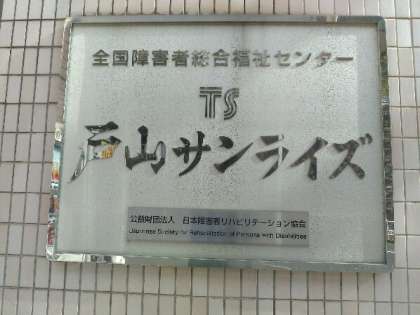 全国障害者総合福祉センター
TS
戸山サンライズ
公益財団法人 日本障害者リハビリテーション協会
Japanese Society for Rehabilitation of Persons with Disabilities